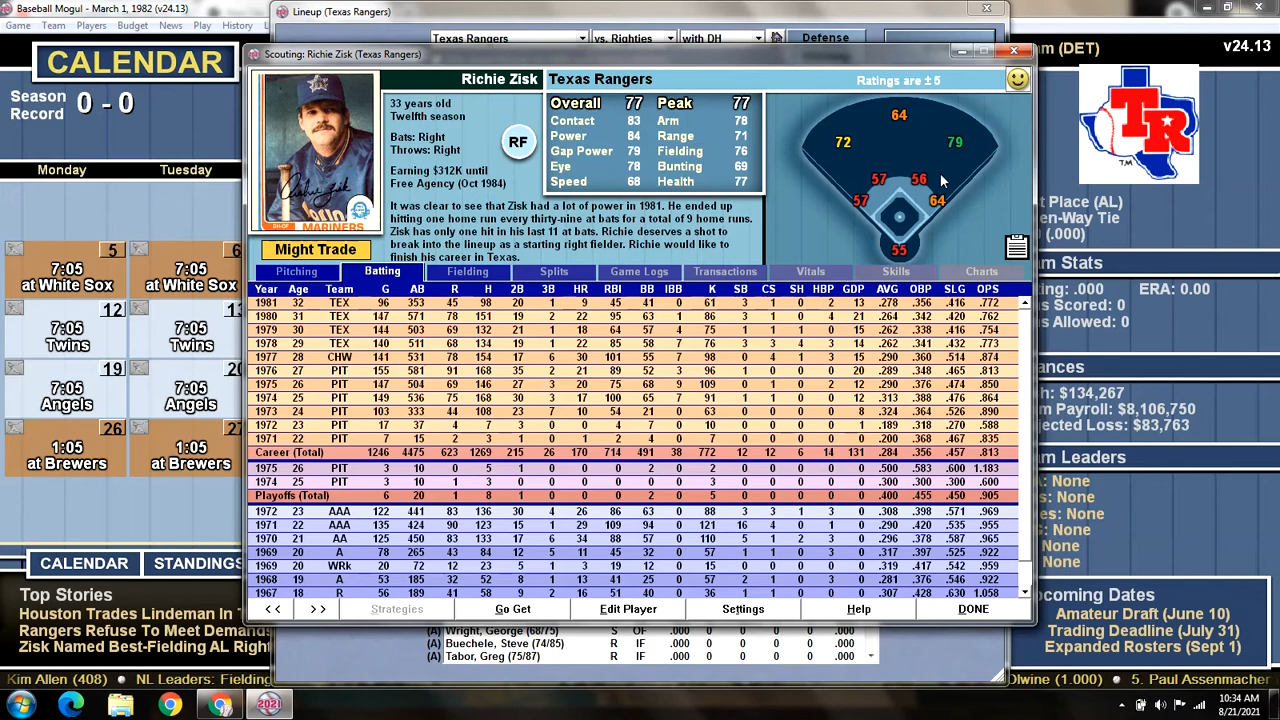 Baseball Mogul - March 1, 1982 (v24.13)
Game Team Players Budget News Play History
Lineup (Texas Rangers)
Texas Rangers vs. Righties with DH Defense
CALENDAR
Season Record 0 - 0
m (DET)
v24.13
Scouting: Richie Zisk (Texas Rangers)
Richie Zisk
Texas Rangers
Ratings are ± 5
33 years old
Twelfth season
Bats: Right
Throws: Right
Earning $312K until
Free Agency (Oct 1984)
RF
Overall 77 Peak 77
Contact 83 Arm 78
Power 84 Range 71
Gap Power 79 Fielding 76
Eye 78 Bunting 69
Speed 68 Health 77
64
72 79
57 56
57 64
55
It was clear to see that Zisk had a lot of power in 1981. He ended up
hitting one home run every thirty-nine at bats for a total of 9 home runs.
Zisk has only one hit in his last 11 at bats. Richie deserves a shot to
break into the lineup as a starting right fielder. Richie would like to
finish his career in Texas.
MARINERS
Might Trade
Pitching Batting Fielding Splits Game Logs Transactions Vitals Skills Charts
Year Age Team G AB R H 2B 3B HR RBI BB IBB K SB CS SH HBP GDP AVG OBP SLG OPS
1981 32 TEX 96 353 45 98 20 1 9 45 41 0 61 3 1 0 2 13 .278 .356 .416 .772
1980 31 TEX 147 571 78 151 19 2 22 95 63 1 86 3 1 0 4 21 .264 .342 .420 .762
1979 30 TEX 144 503 69 132 21 1 18 64 57 4 75 1 1 0 0 15 .262 .338 .416 .754
1978 29 TEX 140 511 68 134 19 1 22 85 58 7 76 3 3 4 3 14 .262 .341 .432 .773
1977 28 CHW 141 531 78 154 17 6 30 101 55 7 98 0 4 1 3 15 .290 .360 .514 .874
1976 27 PIT 155 581 91 168 35 2 21 89 52 3 96 1 0 0 0 20 .289 .348 .465 .813
1975 26 PIT 147 504 69 146 27 3 20 75 68 9 109 0 1 0 2 12 .290 .376 .474 .850
1974 25 PIT 149 536 75 168 30 3 17 100 65 7 91 1 1 0 0 12 .313 .388 .476 .864
1973 24 PIT 103 333 44 108 23 7 10 54 21 0 63 0 0 0 0 8 .324 .364 .526 .890
1972 23 PIT 17 37 4 7 3 0 0 4 7 0 10 0 0 0 0 1 .189 .318 .270 .588
1971 22 PIT 7 15 2 3 1 0 1 2 4 0 7 0 0 0 0 0 .200 .368 .467 .835
Career (Total) 1246 4475 623 1269 215 26 170 714 491 38 772 12 12 6 14 131 .284 .356 .457 .813
1975 26 PIT 3 10 0 5 1 0 0 0 2 0 2 0 0 0 0 0 .500 .583 .600 1.183
1974 25 PIT 3 10 1 3 0 0 0 0 0 0 3 0 0 0 0 0 .300 .300 .300 .600
Playoffs (Total) 6 20 1 8 1 0 0 0 2 0 5 0 0 0 0 0 .400 .455 .450 .905
1972 23 AAA 122 441 83 136 30 4 26 86 63 0 88 3 3 1 3 0 .308 .398 .571 .969
1971 22 AAA 135 424 90 123 15 1 29 109 94 0 121 16 4 0 1 0 .290 .420 .535 .955
1970 21 AA 125 450 83 133 17 6 34 88 57 0 110 5 1 2 3 0 .296 .378 .587 .965
1969 20 A 78 265 43 84 12 5 11 45 32 0 57 1 1 0 3 0 .317 .397 .525 .922
1969 20 WRk 20 72 12 23 5 1 3 19 12 0 15 0 0 0 0 0 .319 .417 .542 .959
1968 19 A 53 185 32 52 8 1 13 41 25 0 57 2 1 0 3 0 .281 .376 .546 .922
1967 18 R 56 189 41 58 9 2 16 51 40 0 58 1 0 0 0 0 .307 .428 .630 1.058
<< >> Strategies Go Get Edit Player Settings Help DONE
Monday Tuesday
5 6
7:05 at White Sox 7:05 at White Sox
12 13
7:05 Twins 7:05 Twins
19 20
7:05 Angels 7:05 Angels
26 27
1:05 at Brewers 1:05 at Brewers
CALENDAR STANDINGS
Top Stories
Houston Trades Lindeman In T
Rangers Refuse To Meet Demand
Zisk Named Best-Fielding AL Right
(A) Wright, George (68/75) S OF 0 0 0 .000
(A) Buechele, Steve (74/85) R IF .000 0 0 0 .000
(A) Tabor, Greg (75/87) R IF .000 0 0 0 .000
t Place (AL)
en-Way Tie
(.000)
am Stats
ing: .000 ERA: 0.00
s Scored: 0
s Allowed: 0
ances
$134,267
m Payroll: $8,106,750
jected Loss: $83,763
am Leaders
A: None
s: None
s: None
: None
: None
pcoming Dates
Amateur Draft (June 10)
Trading Deadline (July 31)
Expanded Rosters (Sept 1)
Kim Allen (408) • NL Leaders: Fielding
Olwine (1.000) • 5. Paul Assenmacher
2021
10:34 AM
8/21/2021